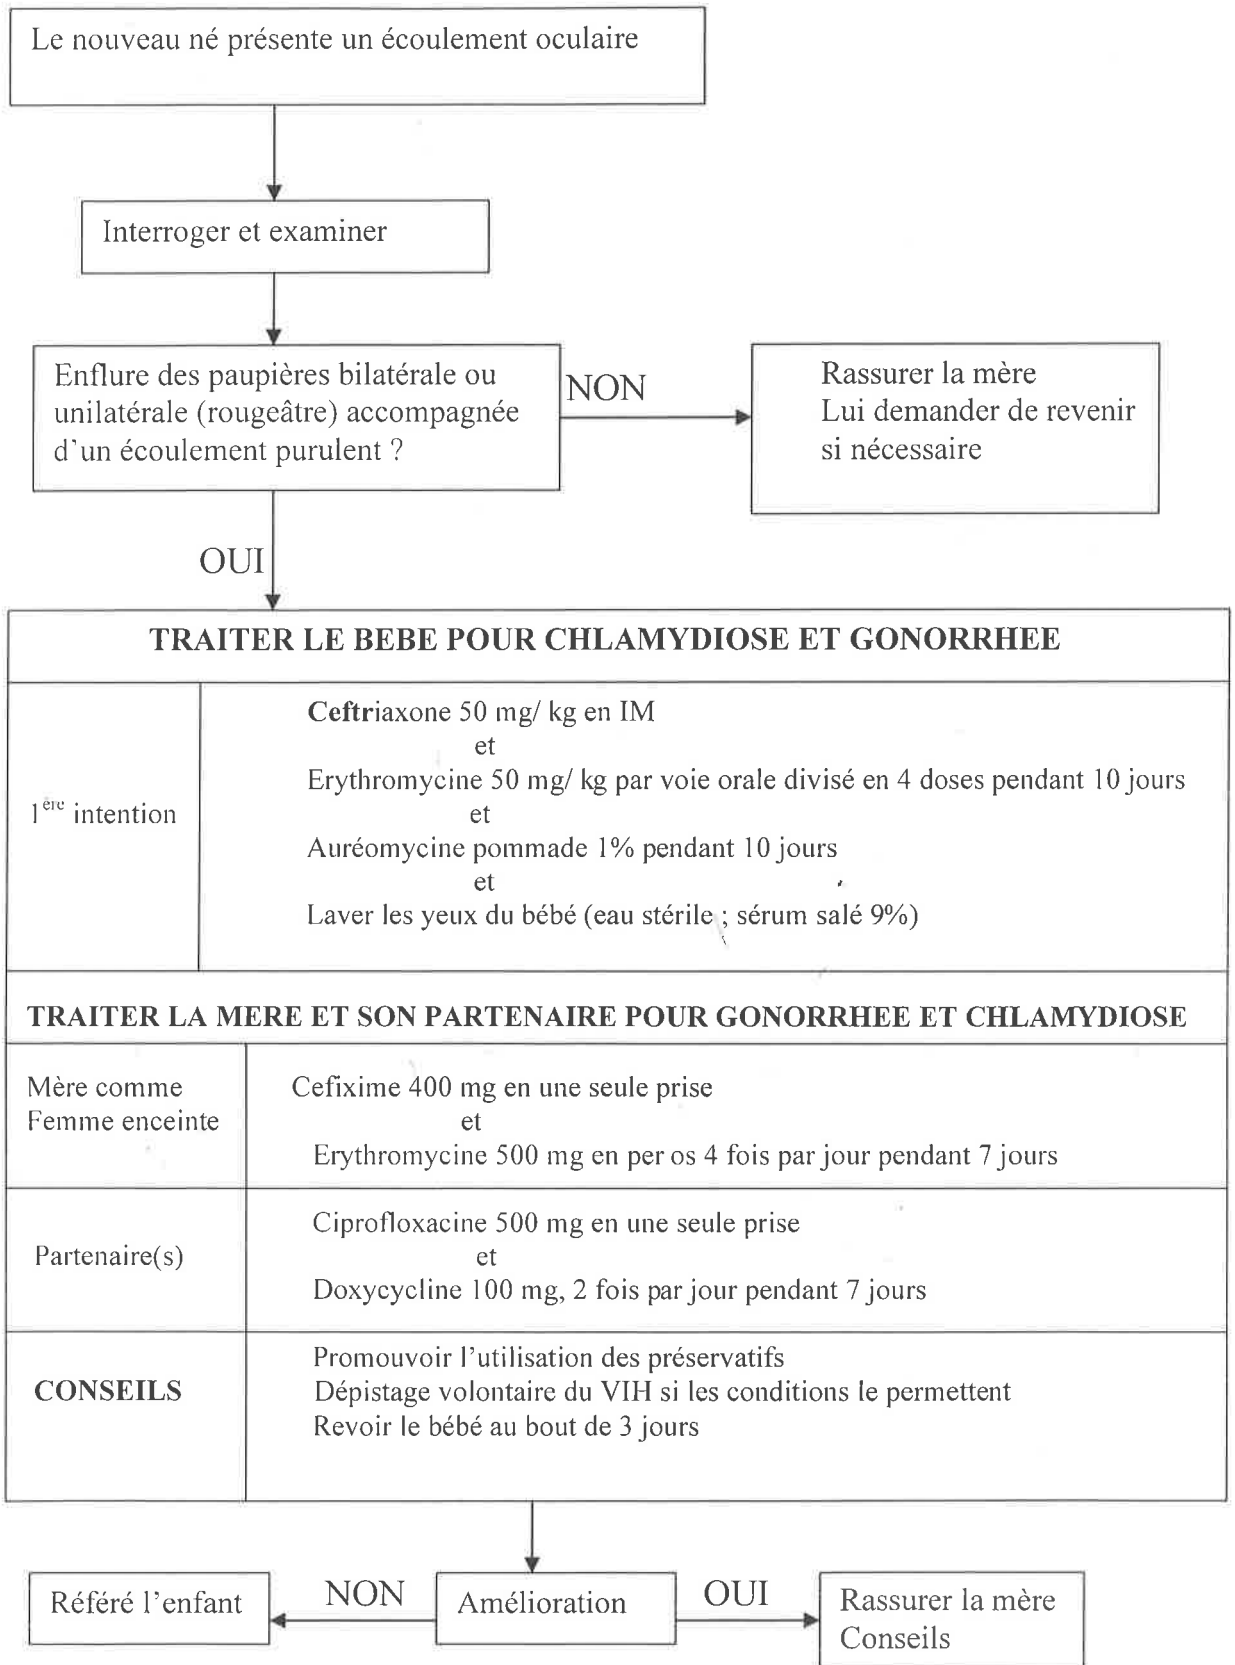 Le nouveau né présente un écoulement oculaire
Interroger et examiner
Enflure des paupières bilatérale ou
unilatérale (rougeâtre) accompagnée
d'un écoulement purulent ?
NON
Rassurer la mère
Lui demander de revenir
si nécessaire
OUI
TRAITER LE BEBE POUR CHLAMYDIOSE ET GONORRHEE
1ère intention
Ceftriaxone 50 mg/ kg en IM
et
Erythromycine 50 mg/ kg par voie orale divisé en 4 doses pendant 10 jours
et
Auréomycine pommade 1% pendant 10 jours
et
Laver les yeux du bébé (eau stérile ; sérum salé 9%)
TRAITER LA MERE ET SON PARTENAIRE POUR GONORRHEE ET CHLAMYDIOSE
Mère comme
Femme enceinte
Cefixime 400 mg en une seule prise
et
Erythromycine 500 mg en per os 4 fois par jour pendant 7 jours
Partenaire(s)
Ciprofloxacine 500 mg en une seule prise
et
Doxycycline 100 mg, 2 fois par jour pendant 7 jours
CONSEILS
Promouvoir l'utilisation des préservatifs
Dépistage volontaire du VIH si les conditions le permettent
Revoir le bébé au bout de 3 jours
Référé l'enfant
NON
Amélioration
OUI
Rassurer la mère
Conseils